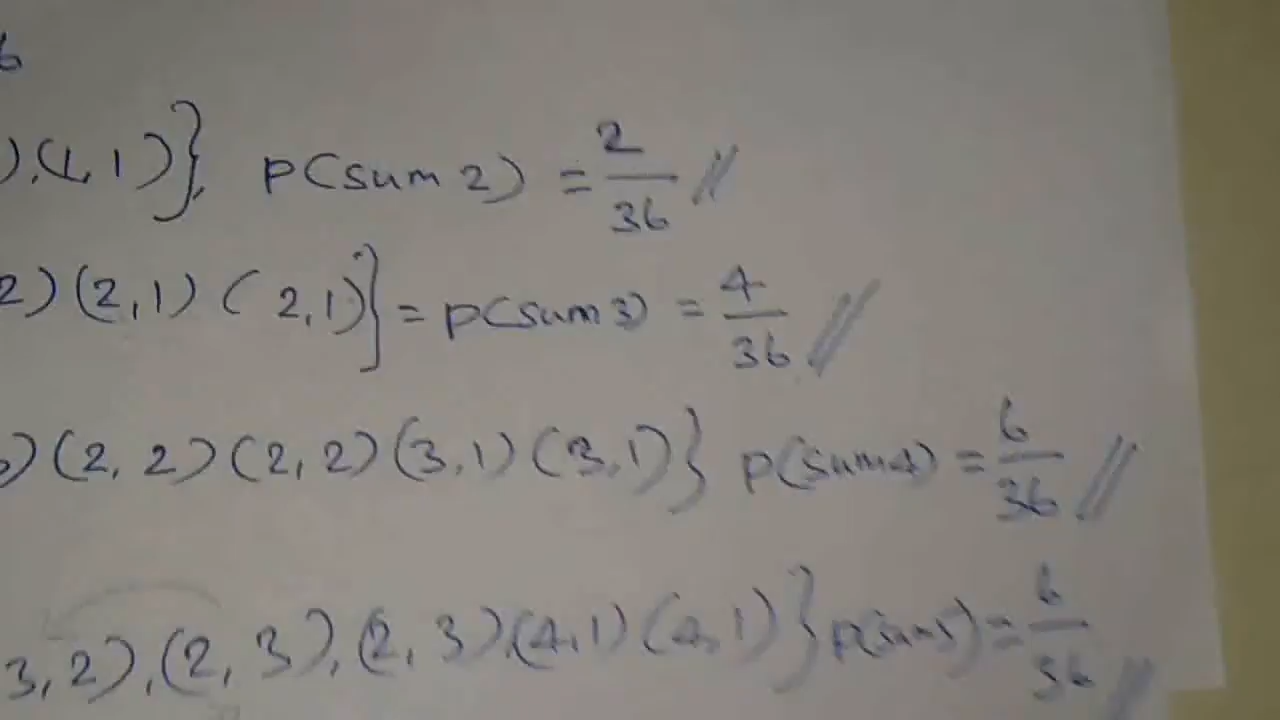 6
),(1,1)}, P(sum 2) = 2/36 //
2)(2,1)(2,1)} = P(sum 3) = 4/36 //
)(2,2)(2,2)(3,1)(3,1)} P(sum 4) = 6/36 //
3,2),(2,3),(2,3),(4,1)(4,1)} P(sum 5) = 6/36 //